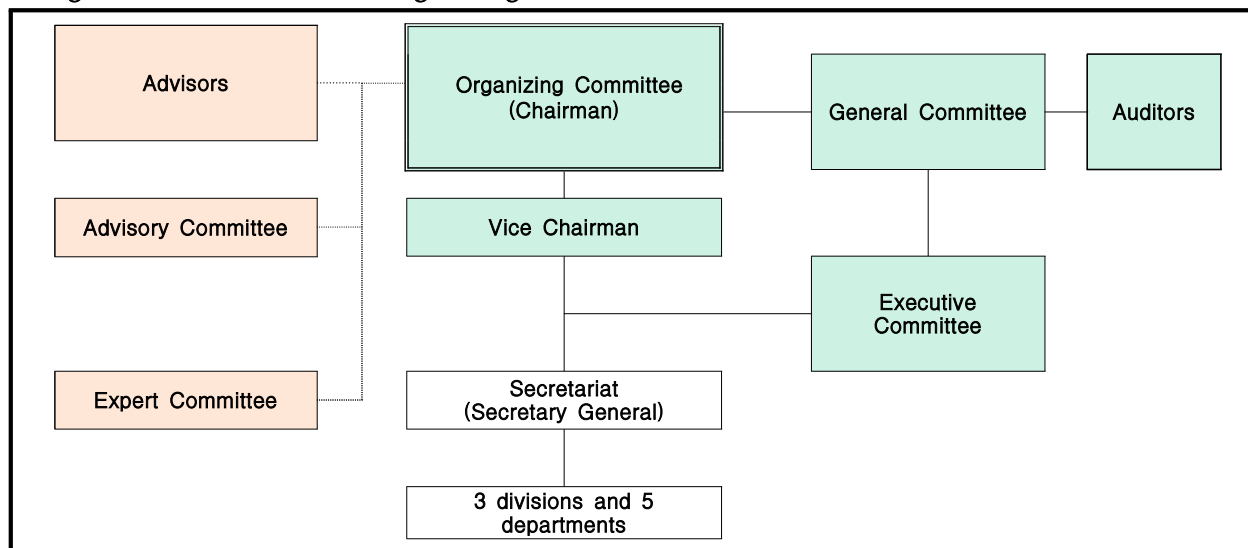 Advisors
Organizing Committee
(Chairman)
General Committee
Auditors
Advisory Committee
Vice Chairman
Executive
Committee
Expert Committee
Secretariat
(Secretary General)
3 divisions and 5
departments